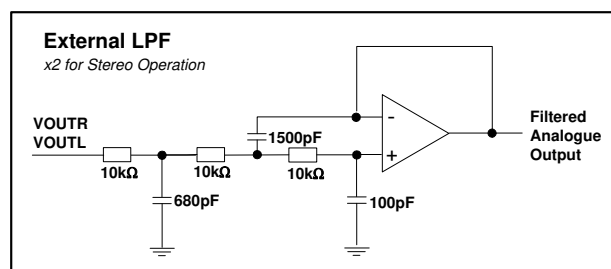 External LPF
x2 for Stereo Operation
VOUTR
VOUTL
10kΩ
10kΩ
10kΩ
1500pF
680pF
100pF
-
+
Filtered
Analogue
Output